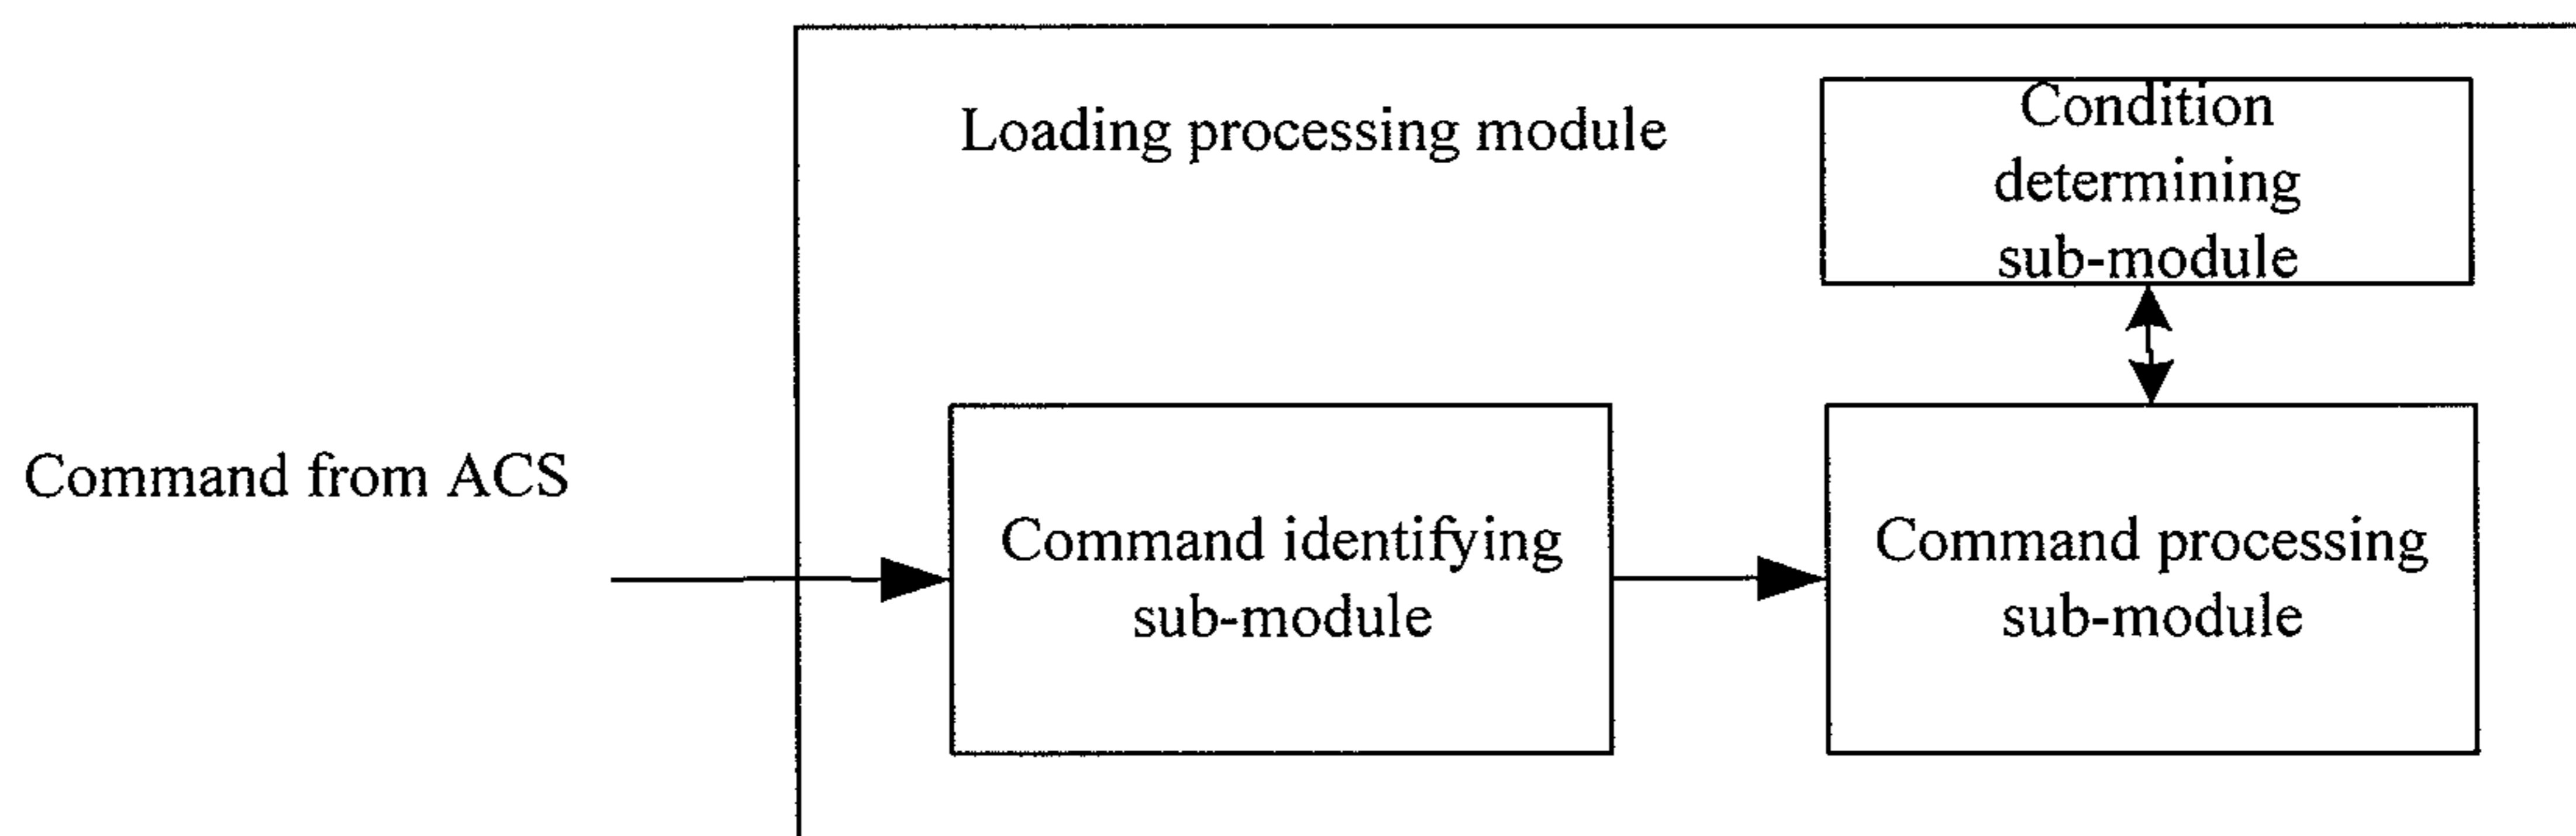 Loading processing module
Condition
determining
sub-module
Command from ACS
Command identifying
sub-module
Command processing
sub-module